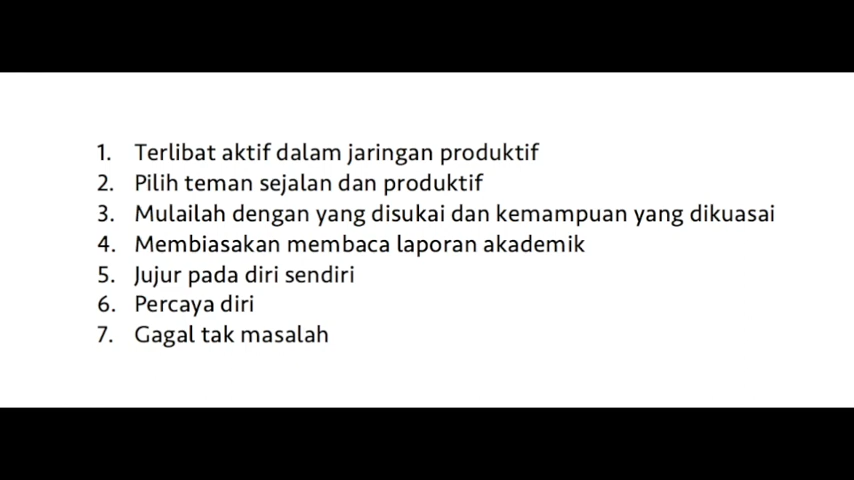 1. Terlibat aktif dalam jaringan produktif
2. Pilih teman sejalan dan produktif
3. Mulailah dengan yang disukai dan kemampuan yang dikuasai
4. Membiasakan membaca laporan akademik
5. Jujur pada diri sendiri
6. Percaya diri
7. Gagal tak masalah